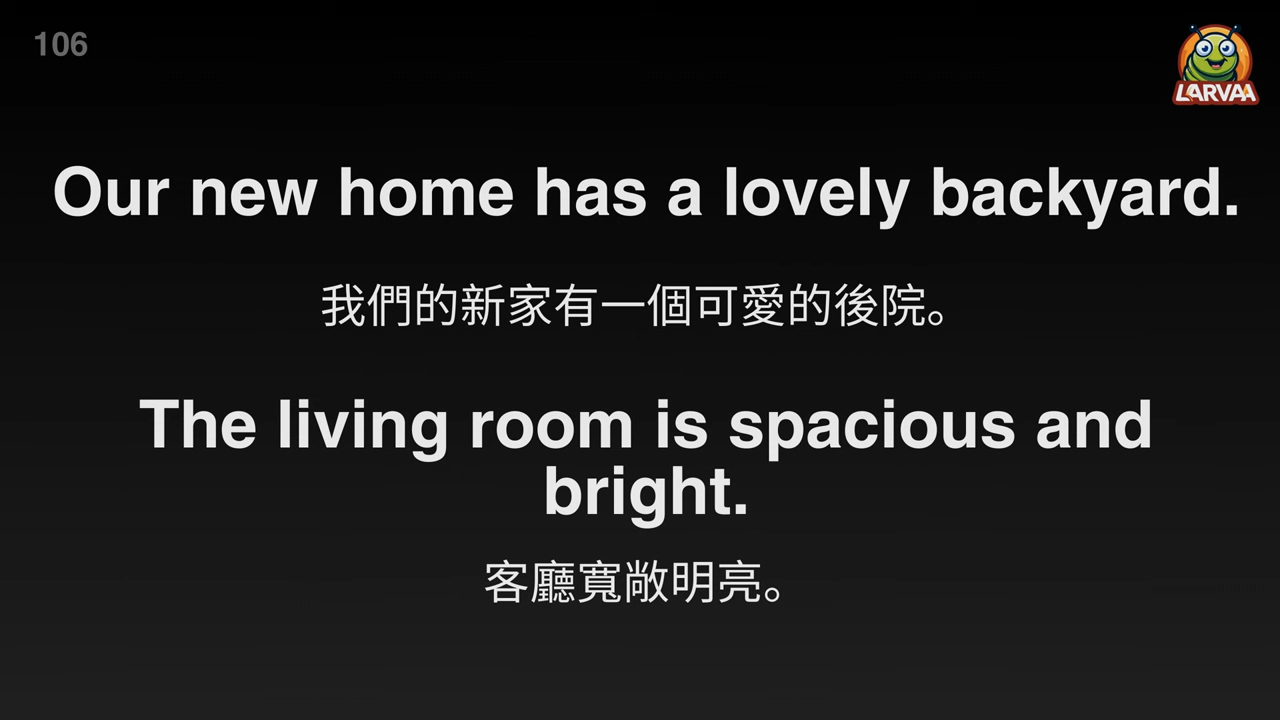 106
LARVAA
Our new home has a lovely backyard.
我們的新家有一個可愛的後院。
The living room is spacious and
bright.
客廳寬敞明亮。